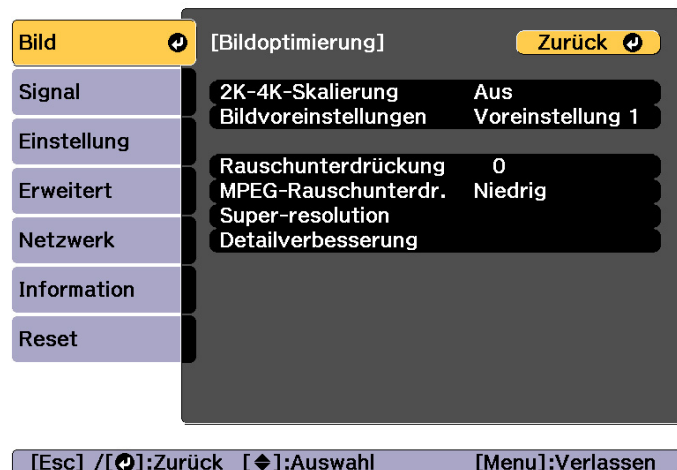 Bild
Signal
Einstellung
Erweitert
Netzwerk
Information
Reset
[Bildoptimierung] Zurück
2K-4K-Skalierung Aus
Bildvoreinstellungen Voreinstellung 1
Rauschunterdrückung 0
MPEG-Rauschunterdr. Niedrig
Super-resolution
Detailverbesserung
[Esc] /[⏎]:Zurück [◆]:Auswahl [Menu]:Verlassen